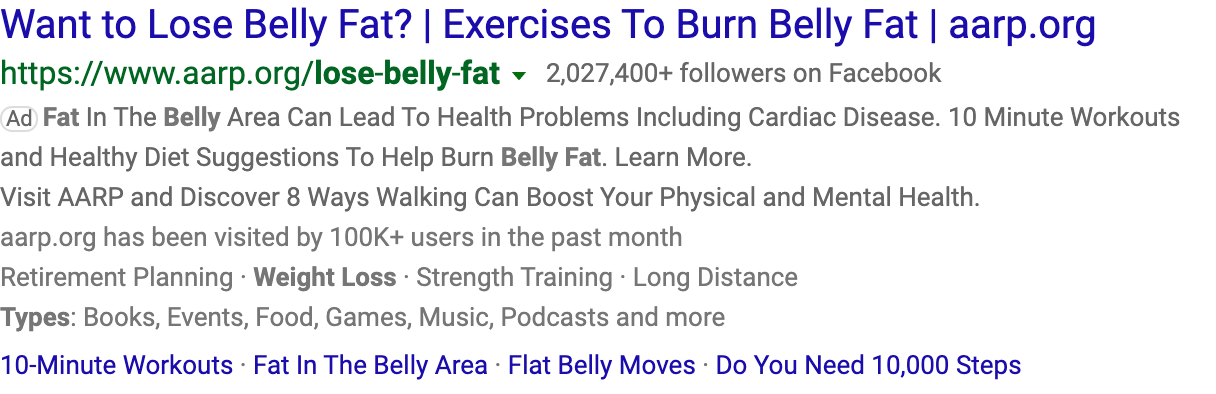 Want to Lose Belly Fat? | Exercises To Burn Belly Fat | aarp.org
https://www.aarp.org/lose-belly-fat 2,027,400+ followers on Facebook
Ad Fat In The Belly Area Can Lead To Health Problems Including Cardiac Disease. 10 Minute Workouts
and Healthy Diet Suggestions To Help Burn Belly Fat. Learn More.
Visit AARP and Discover 8 Ways Walking Can Boost Your Physical and Mental Health.
aarp.org has been visited by 100K+ users in the past month
Retirement Planning · Weight Loss · Strength Training · Long Distance
Types: Books, Events, Food, Games, Music, Podcasts and more
10-Minute Workouts · Fat In The Belly Area · Flat Belly Moves · Do You Need 10,000 Steps